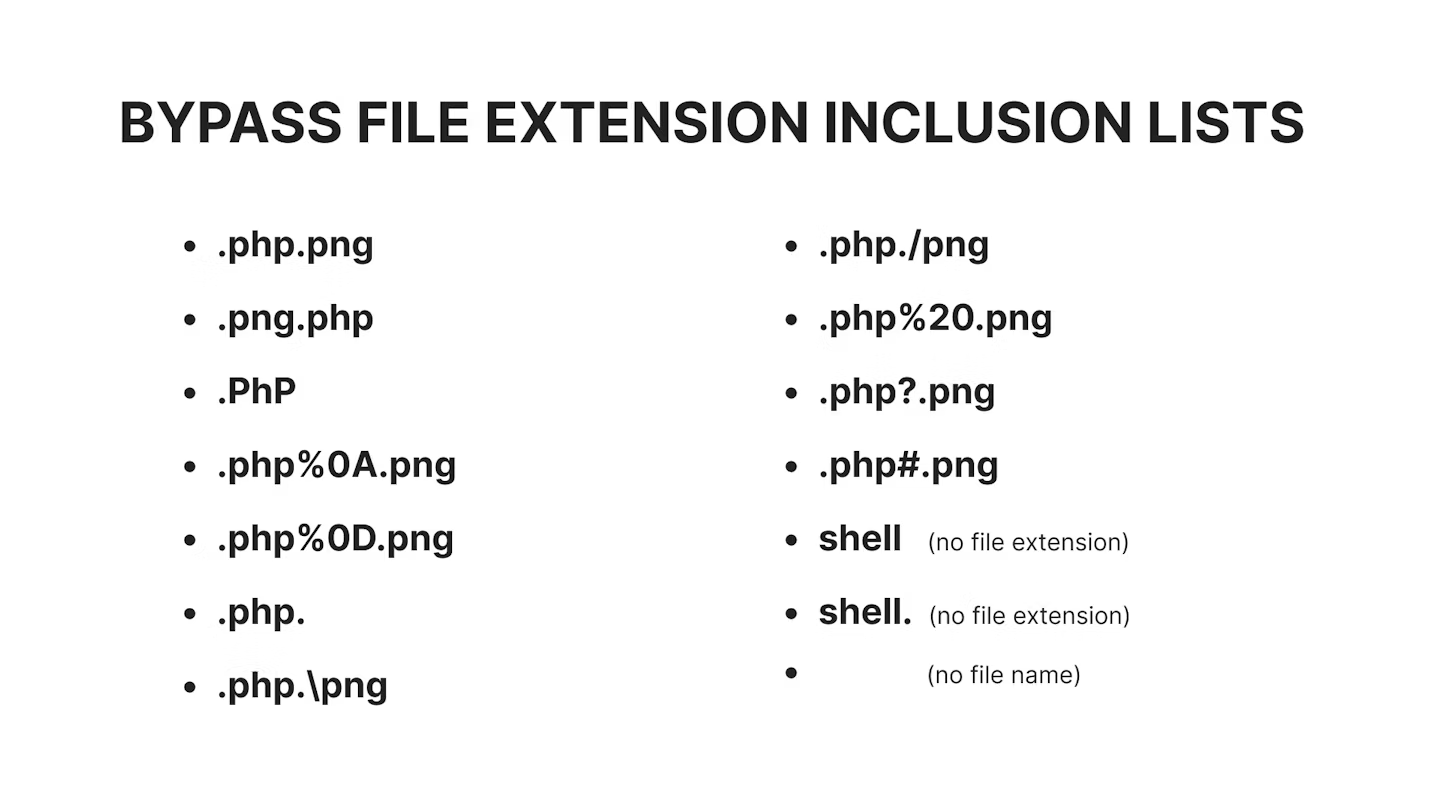 BYPASS FILE EXTENSION INCLUSION LISTS
.php.png
.png.php
.PhP
.php%0A.png
.php%0D.png
.php.
.php.\png
.php./png
.php%20.png
.php?.png
.php#.png
shell (no file extension)
shell. (no file extension)
(no file name)